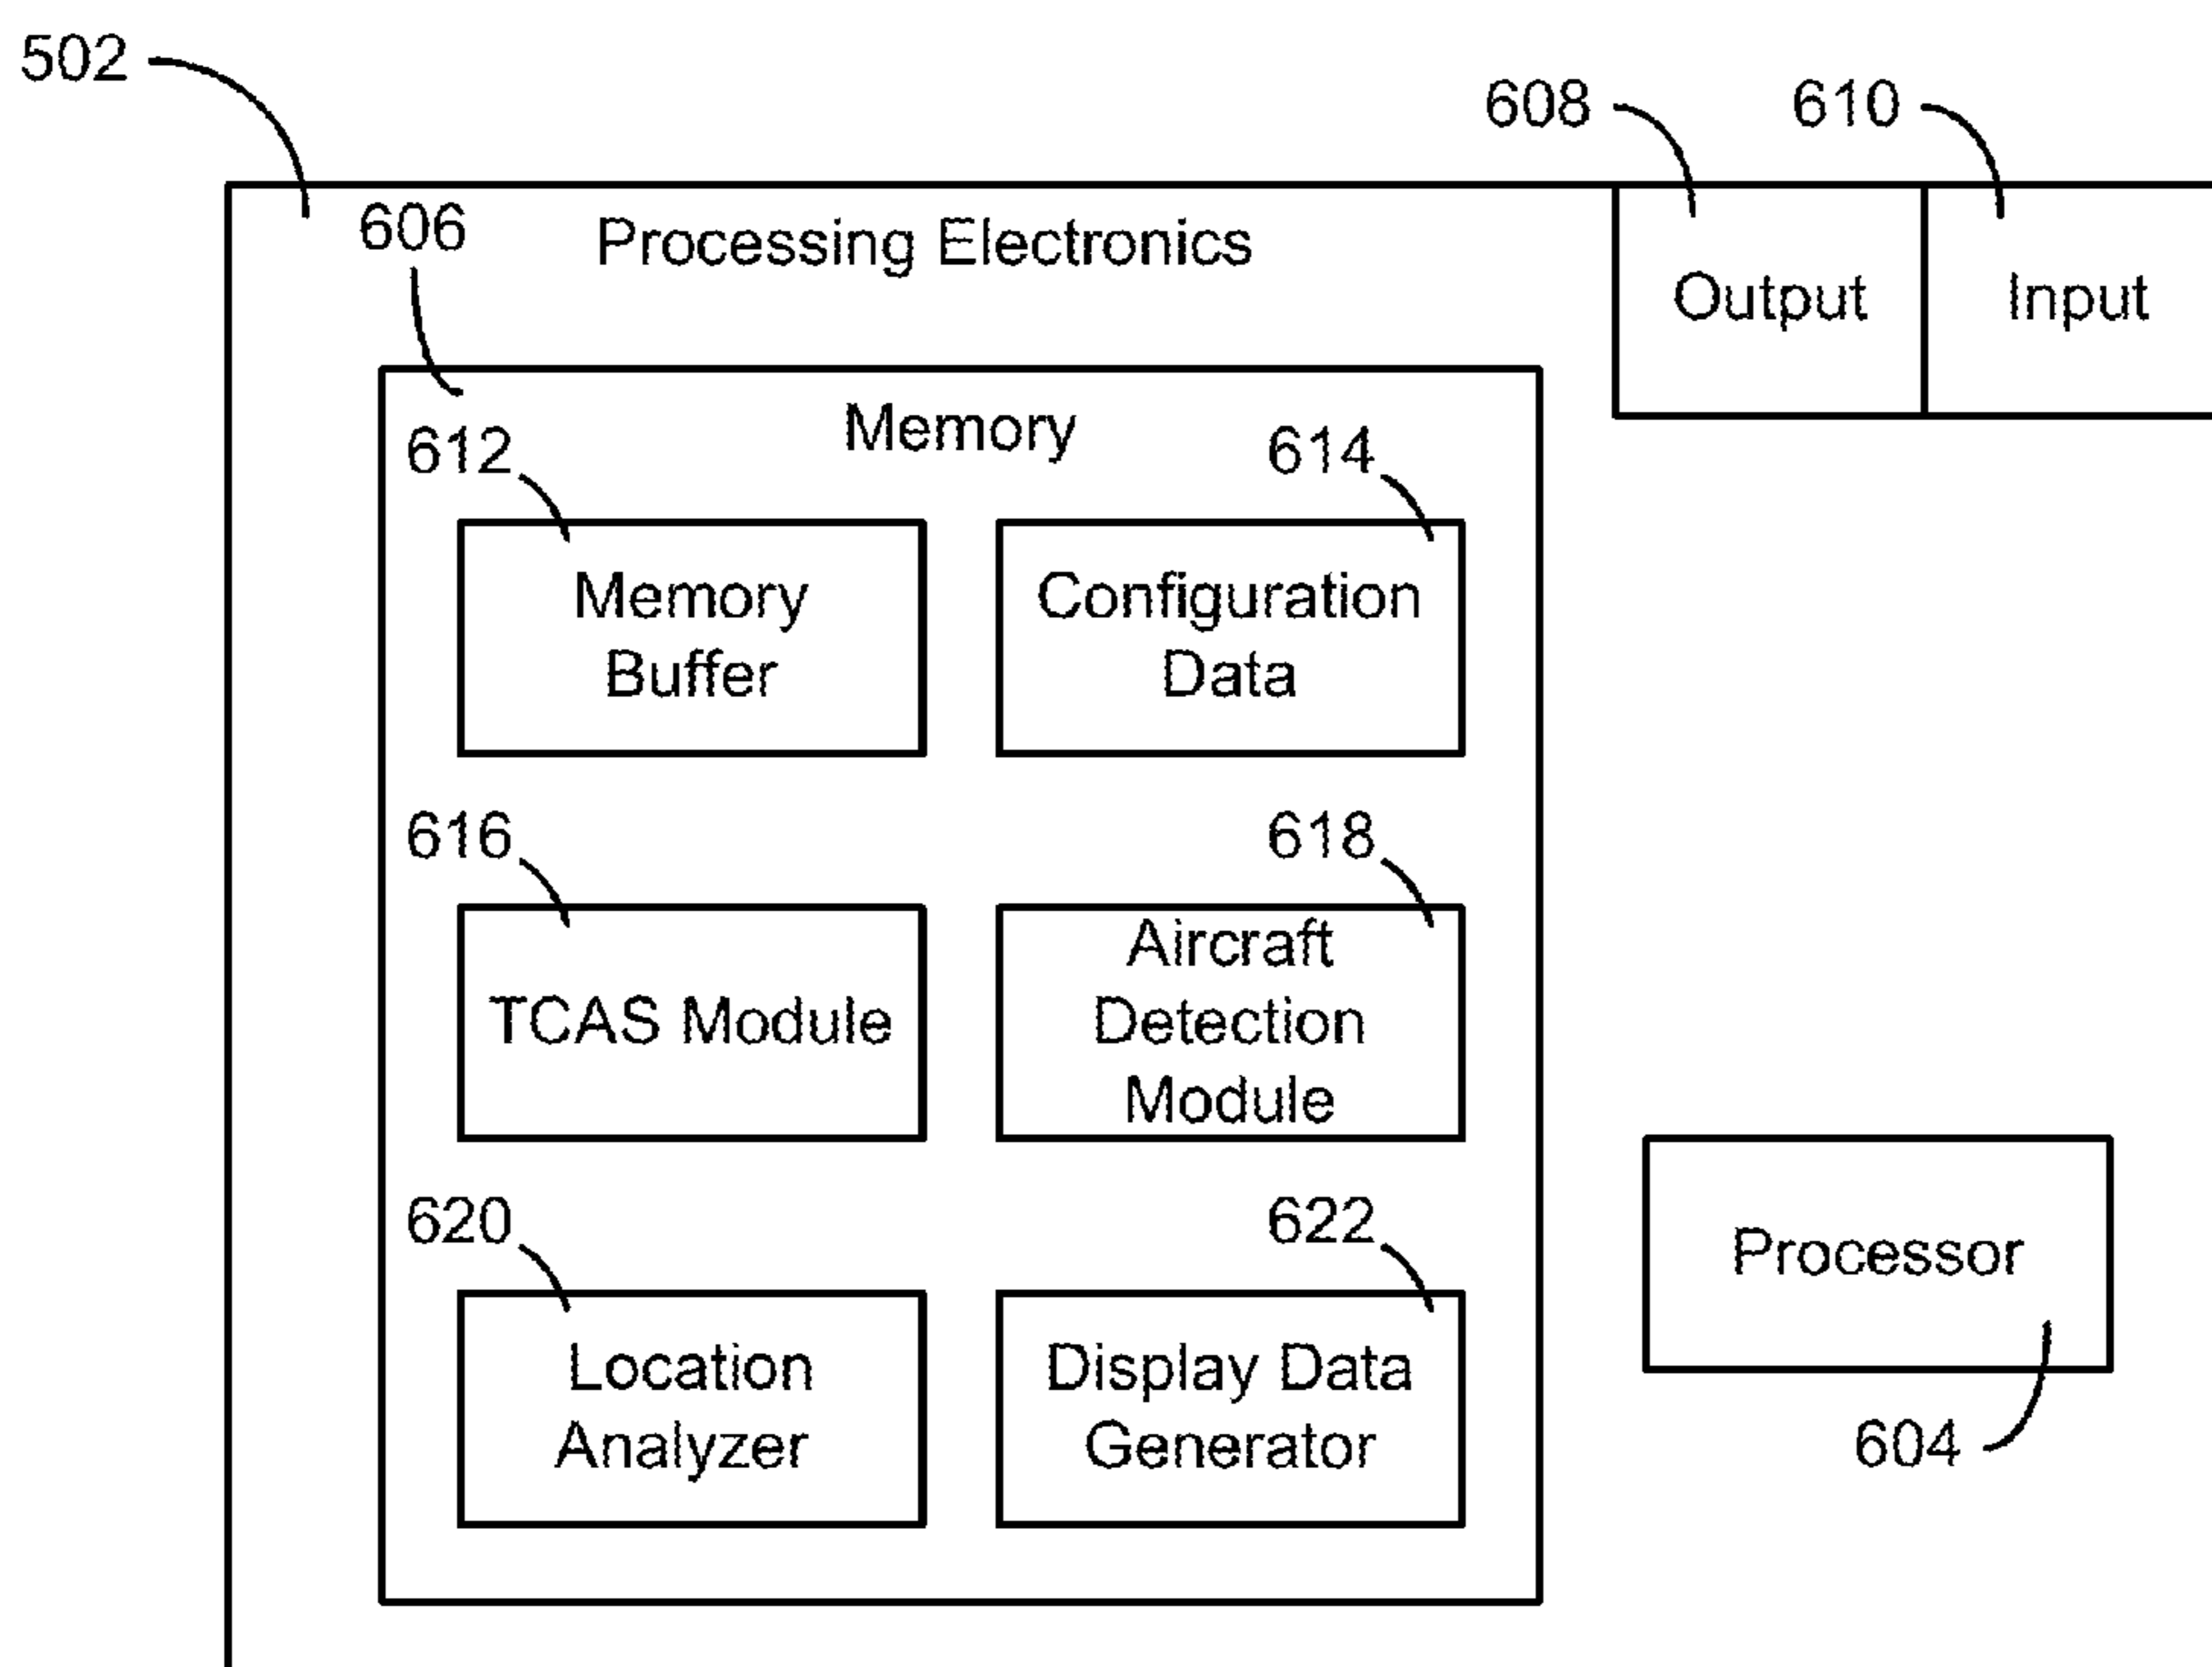 502
608
610
606
Processing Electronics
Output
Input
Memory
612
614
Memory
Buffer
Configuration
Data
616
618
TCAS Module
Aircraft
Detection
Module
620
622
Location
Analyzer
Display Data
Generator
Processor
604